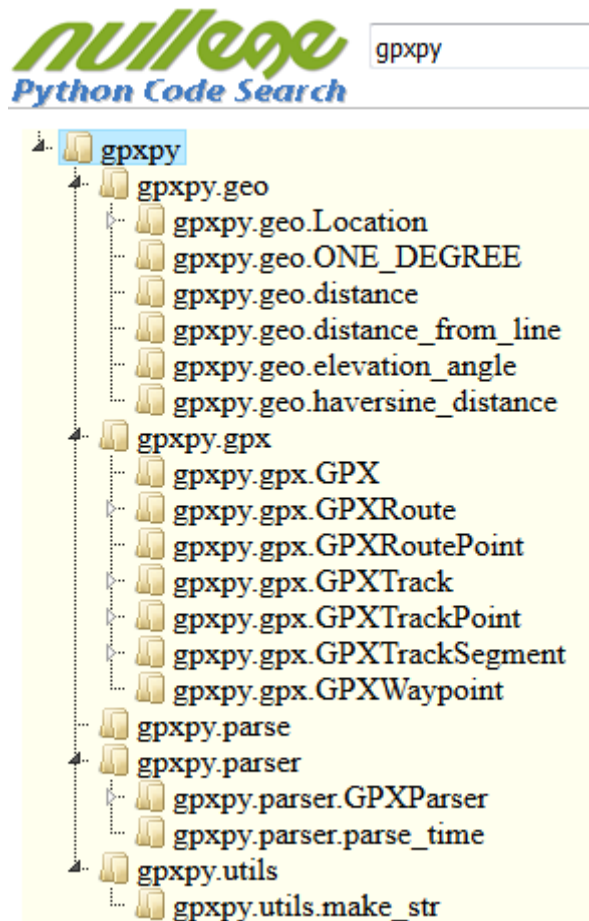 nullege
gpxpy
Python Code Search
gpxpy
gpxpy.geo
gpxpy.geo.Location
gpxpy.geo.ONE_DEGREE
gpxpy.geo.distance
gpxpy.geo.distance_from_line
gpxpy.geo.elevation_angle
gpxpy.geo.haversine_distance
gpxpy.gpx
gpxpy.gpx.GPX
gpxpy.gpx.GPXRoute
gpxpy.gpx.GPXRoutePoint
gpxpy.gpx.GPXTrack
gpxpy.gpx.GPXTrackPoint
gpxpy.gpx.GPXTrackSegment
gpxpy.gpx.GPXWaypoint
gpxpy.parse
gpxpy.parser
gpxpy.parser.GPXParser
gpxpy.parser.parse_time
gpxpy.utils
gpxpy.utils.make_str